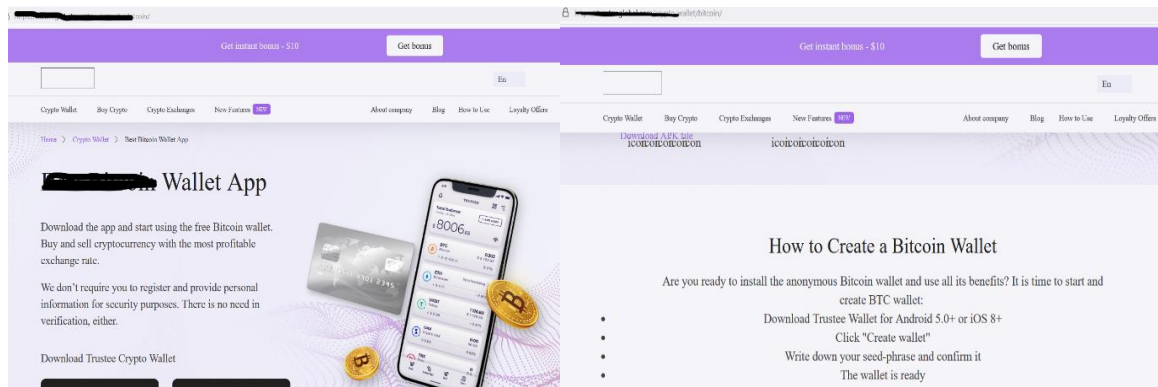 Get instant bonus - $10
Get bonus
En
Crypto Wallet Buy Crypto Crypto Exchanges New Features NEW About company Blog How to Use Loyalty Offers
Home > Crypto Wallet > Best Bitcoin Wallet App
Wallet App
Download the app and start using the free Bitcoin wallet.
Buy and sell cryptocurrency with the most profitable
exchange rate.
We don't require you to register and provide personal
information for security purposes. There is no need in
verification, either.
Download Trustee Crypto Wallet
8006
BTC
wallet/bitcoin/
Get instant bonus - $10
Get bonus
En
Crypto Wallet Buy Crypto Crypto Exchanges New Features NEW About company Blog How to Use Loyalty Offers
Download APK file
iconiconiconicon iconiconiconicon
How to Create a Bitcoin Wallet
Are you ready to install the anonymous Bitcoin wallet and use all its benefits? It is time to start and
create BTC wallet:
Download Trustee Wallet for Android 5.0+ or iOS 8+
Click "Create wallet"
Write down your seed-phrase and confirm it
The wallet is ready